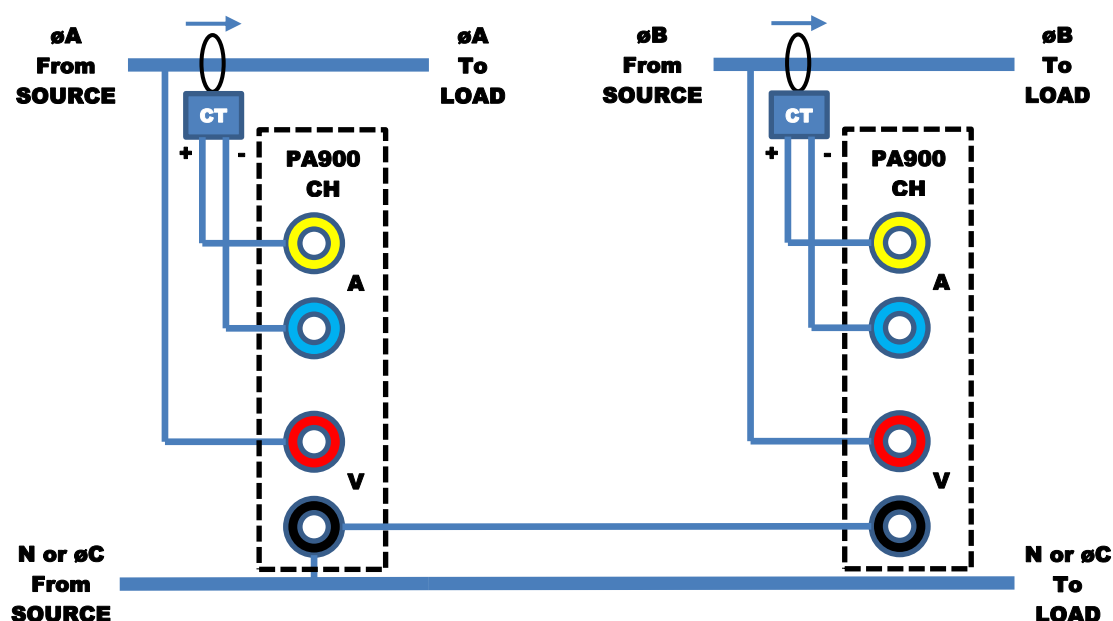 øA
From
SOURCE
øA
To
LOAD
øB
From
SOURCE
øB
To
LOAD
CT
+ -
PA900
CH
A
V
CT
+ -
PA900
CH
A
V
N or øC
From
SOURCE
N or øC
To
LOAD